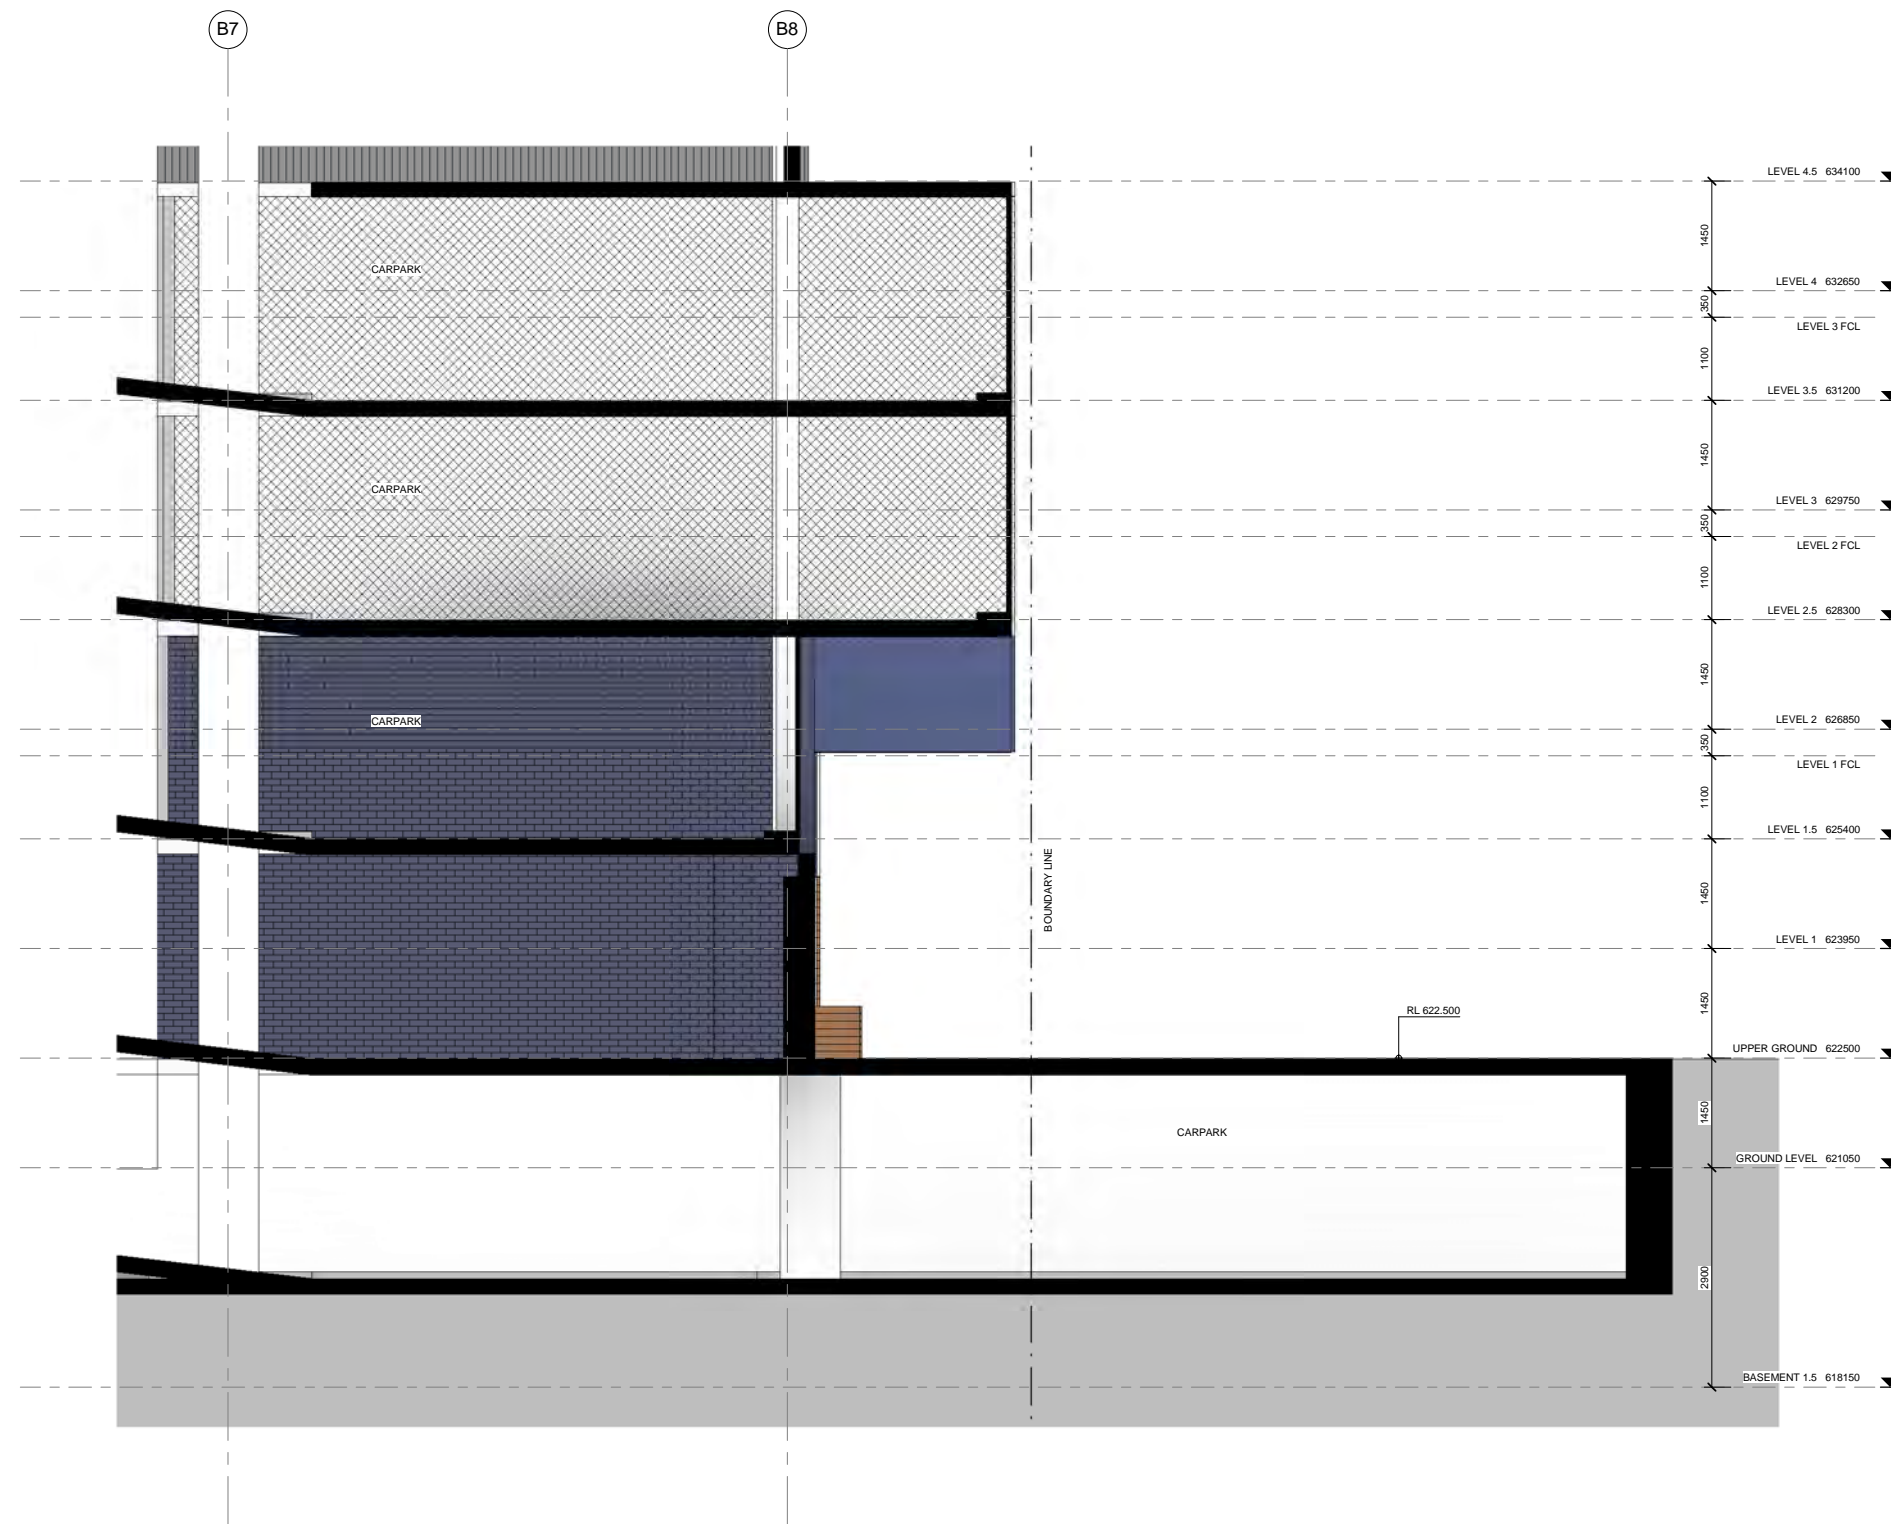 B7
B8
LEVEL 4.5 634100
1450
CARPARK
LEVEL 4 632650
350
LEVEL 3 FCL
1100
LEVEL 3.5 631200
1450
CARPARK
LEVEL 3 629750
350
LEVEL 2 FCL
1100
LEVEL 2.5 628300
1450
CARPARK
LEVEL 2 626850
350
LEVEL 1 FCL
1100
LEVEL 1.5 625400
BOUNDARY LINE
1450
LEVEL 1 623950
1450
RL 622.500
UPPER GROUND 622500
1450
CARPARK
GROUND LEVEL 621050
2900
BASEMENT 1.5 618150